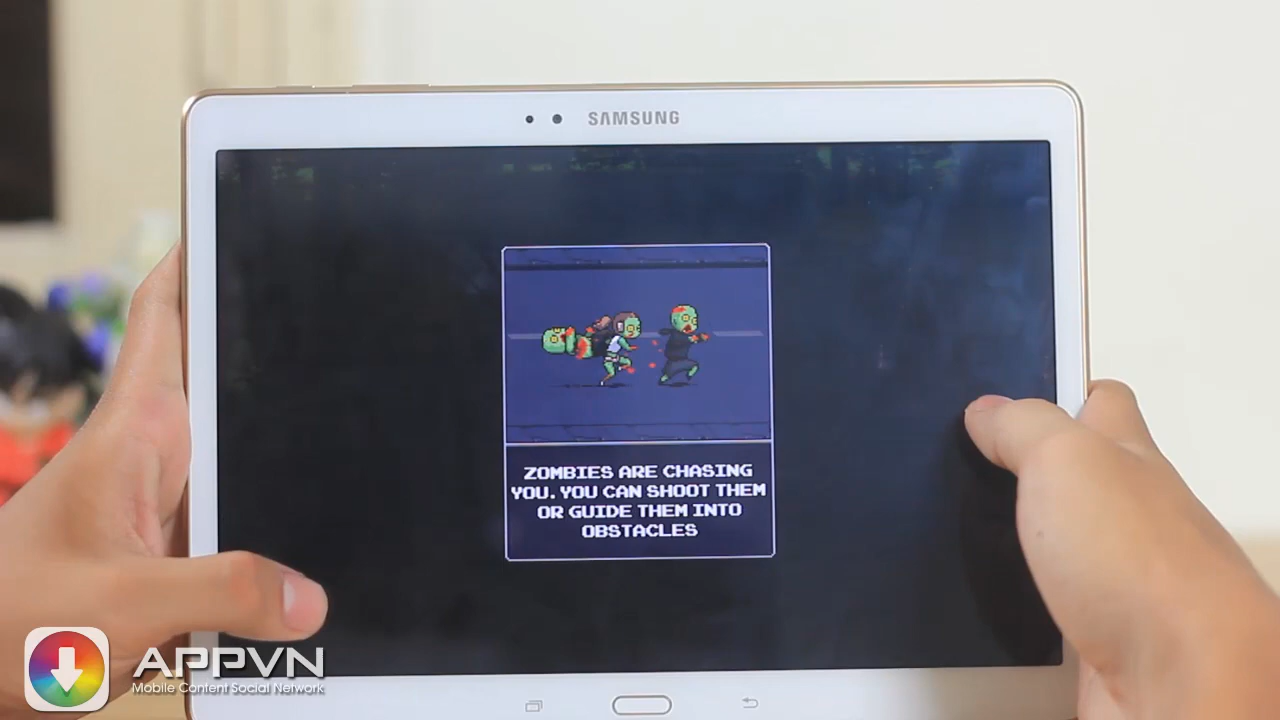 SAMSUNG
ZOMBIES ARE CHASING
YOU. YOU CAN SHOOT THEM
OR GUIDE THEM INTO
OBSTACLES
APPVN
Mobile Content Social Network